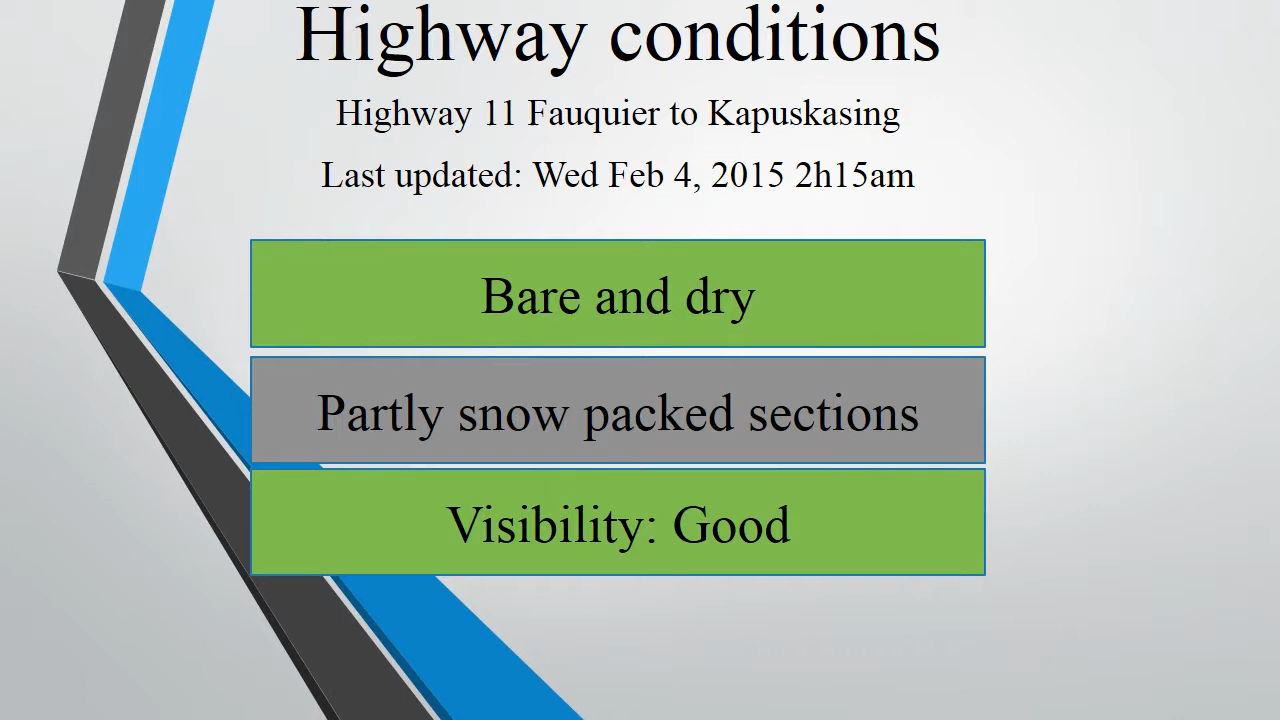 Highway conditions
Highway 11 Fauquier to Kapuskasing
Last updated: Wed Feb 4, 2015 2h15am
Bare and dry
Partly snow packed sections
Visibility: Good